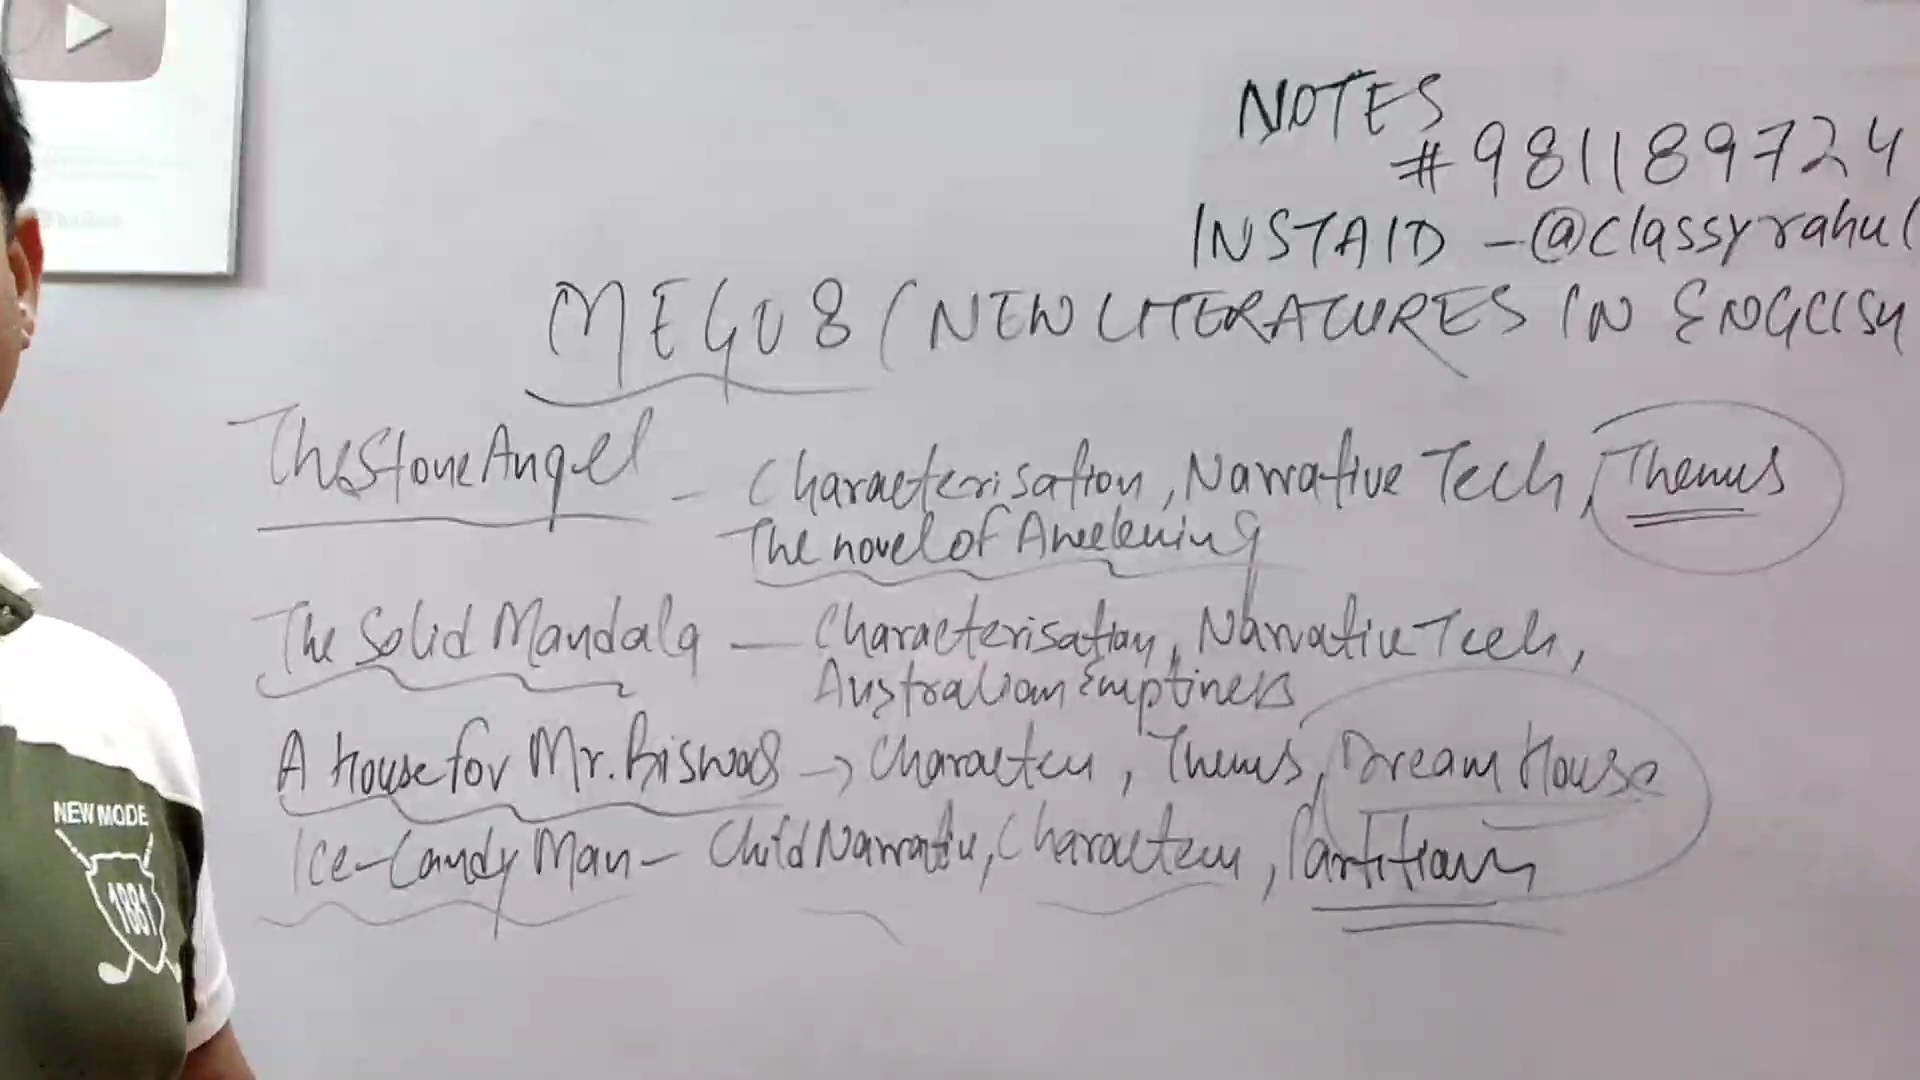 NOTES
#981189724
INSTAID - @classyrahul
MEG08 (NEW LITERATURES IN ENGLISH
The Stone Angel - Characterisation, Narrative Tech, Themes
The novel of Awekening
The Solid Mandala - Characterisation, Narrative Tech,
Australian Emptiness
A House for Mr. Biswas → Characters, Themes, Dream House
Ice-Candy Man - Child Narrative, Characters, Partition
NEW MODE
1881